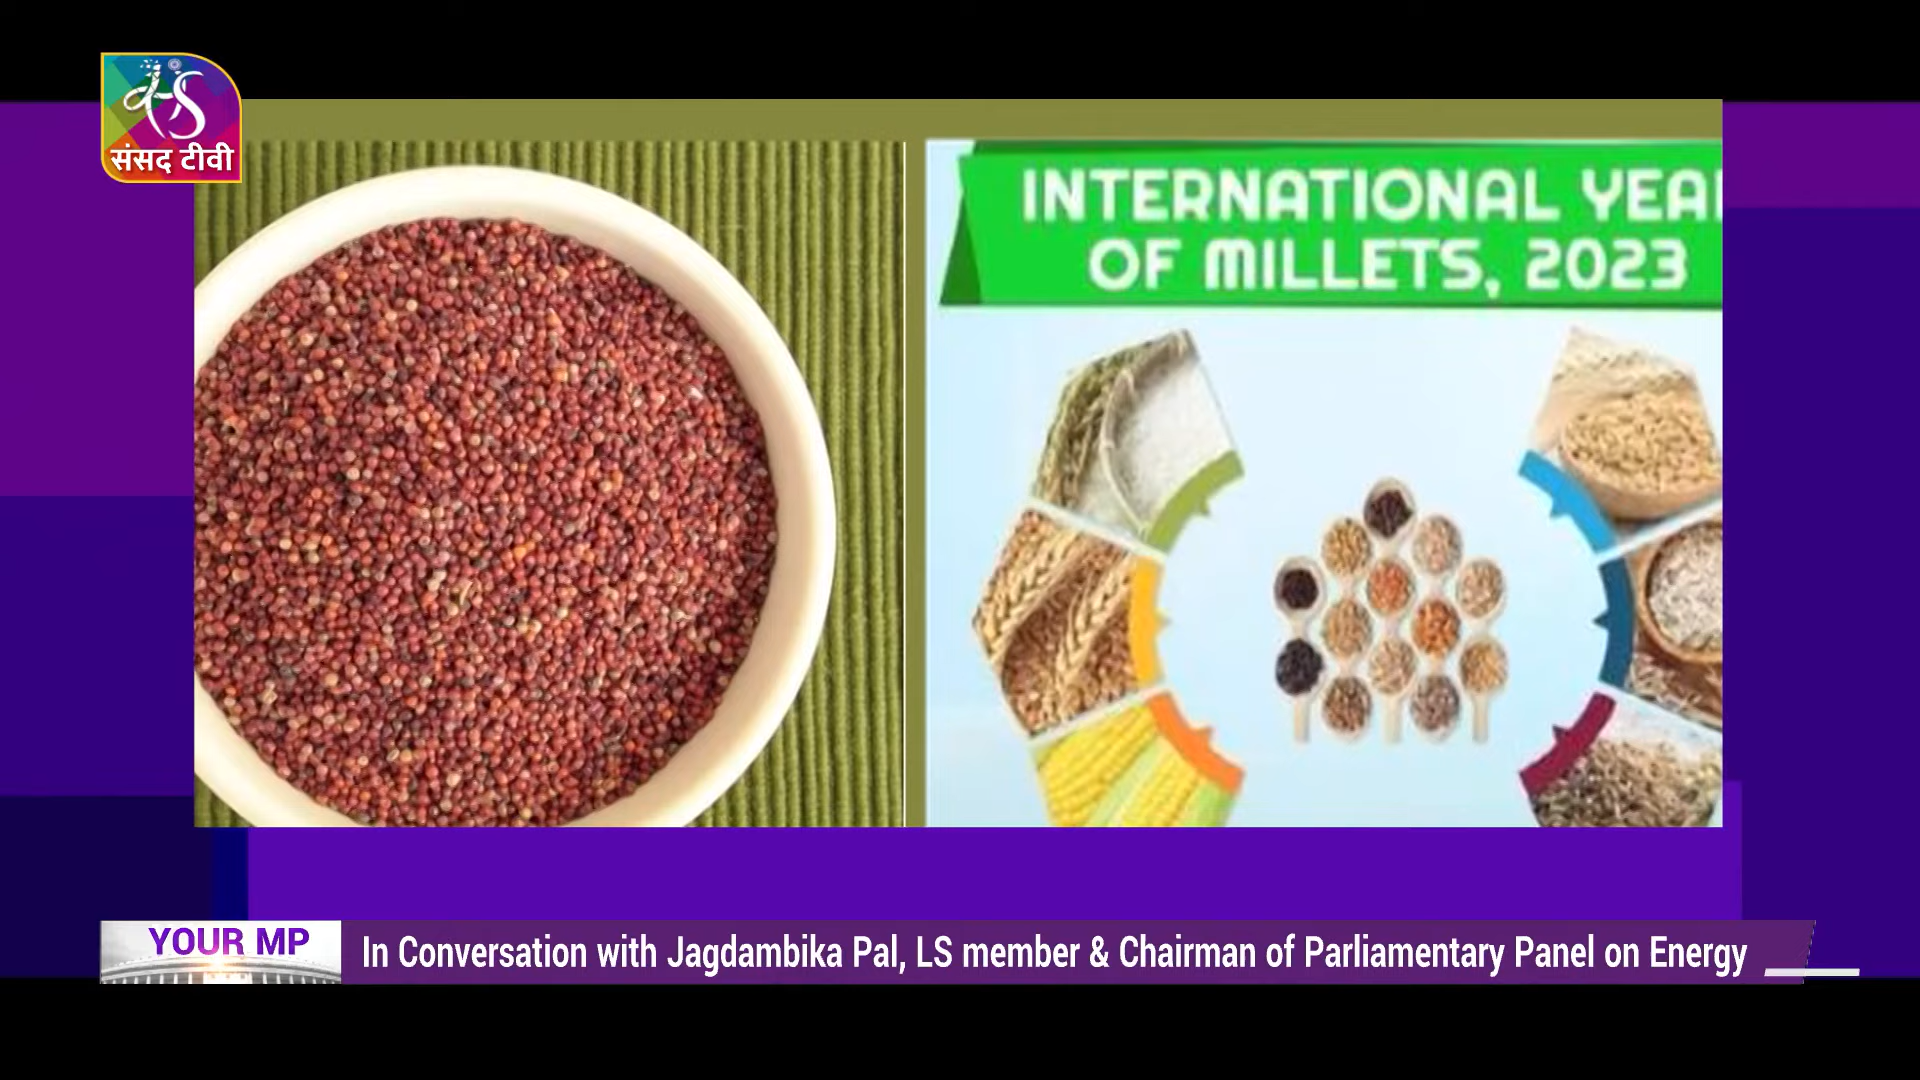 संसद टीवी
INTERNATIONAL YEA
OF MILLETS, 2023
YOUR MP
In Conversation with Jagdambika Pal, LS member & Chairman of Parliamentary Panel on Energy